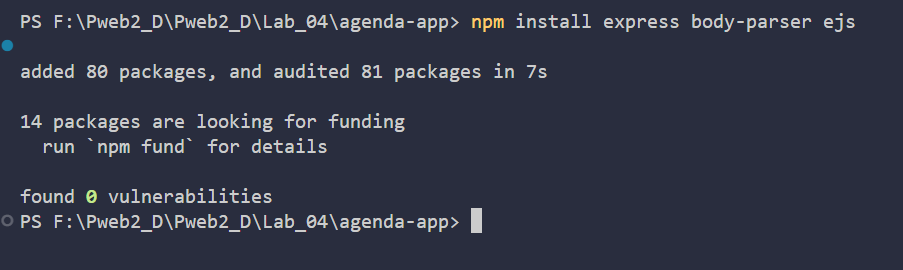 PS F:\Pweb2_D\Pweb2_D\Lab_04\agenda-app> npm install express body-parser ejs
added 80 packages, and audited 81 packages in 7s
14 packages are looking for funding
  run `npm fund` for details
found 0 vulnerabilities
PS F:\Pweb2_D\Pweb2_D\Lab_04\agenda-app>